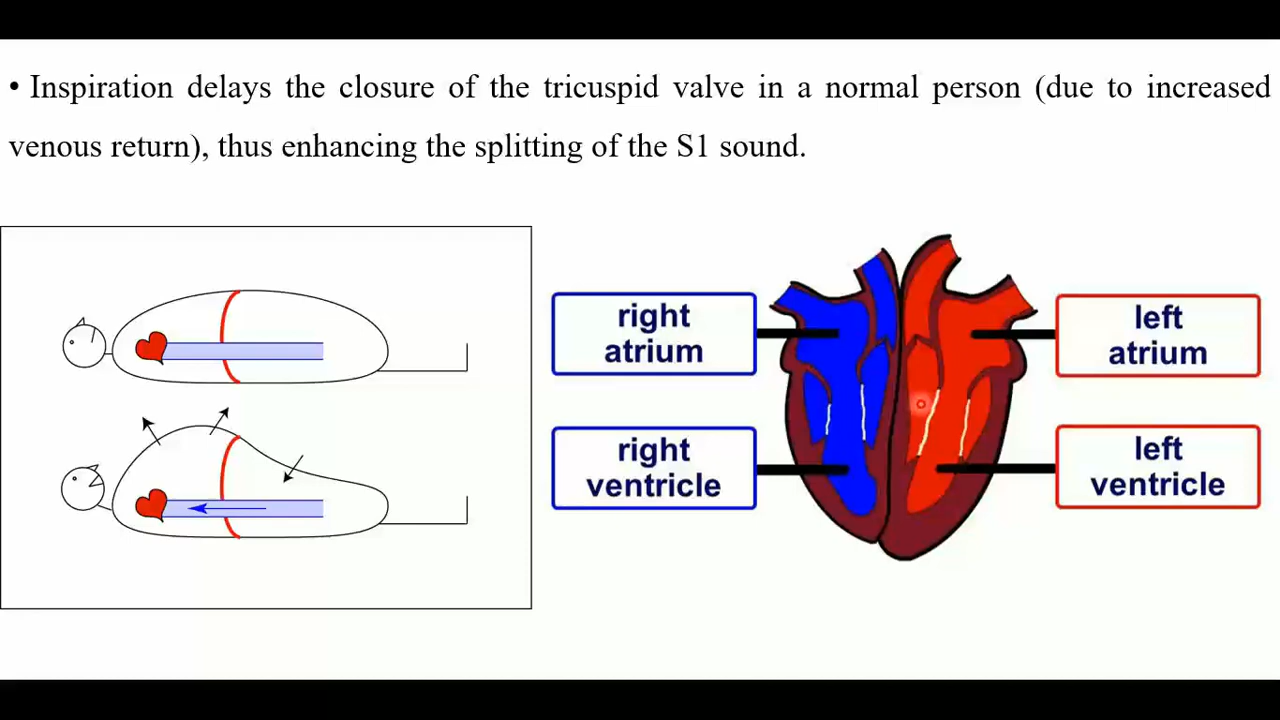 • Inspiration delays the closure of the tricuspid valve in a normal person (due to increased
venous return), thus enhancing the splitting of the S1 sound.
right
atrium
left
atrium
right
ventricle
left
ventricle